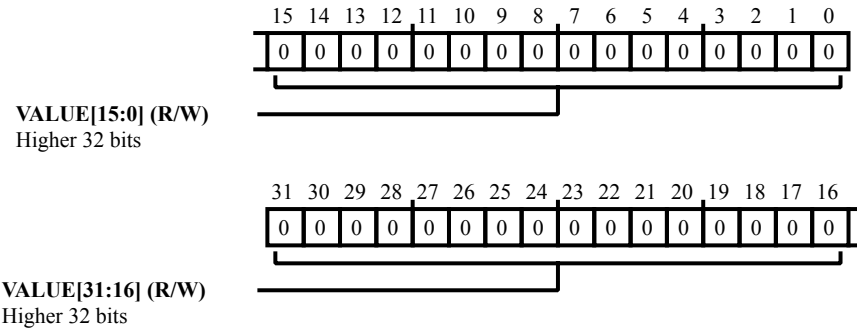 15 14 13 12 11 10 9 8 7 6 5 4 3 2 1 0
0 0 0 0 0 0 0 0 0 0 0 0 0 0 0 0
VALUE[15:0] (R/W)
Higher 32 bits
31 30 29 28 27 26 25 24 23 22 21 20 19 18 17 16
0 0 0 0 0 0 0 0 0 0 0 0 0 0 0 0
VALUE[31:16] (R/W)
Higher 32 bits